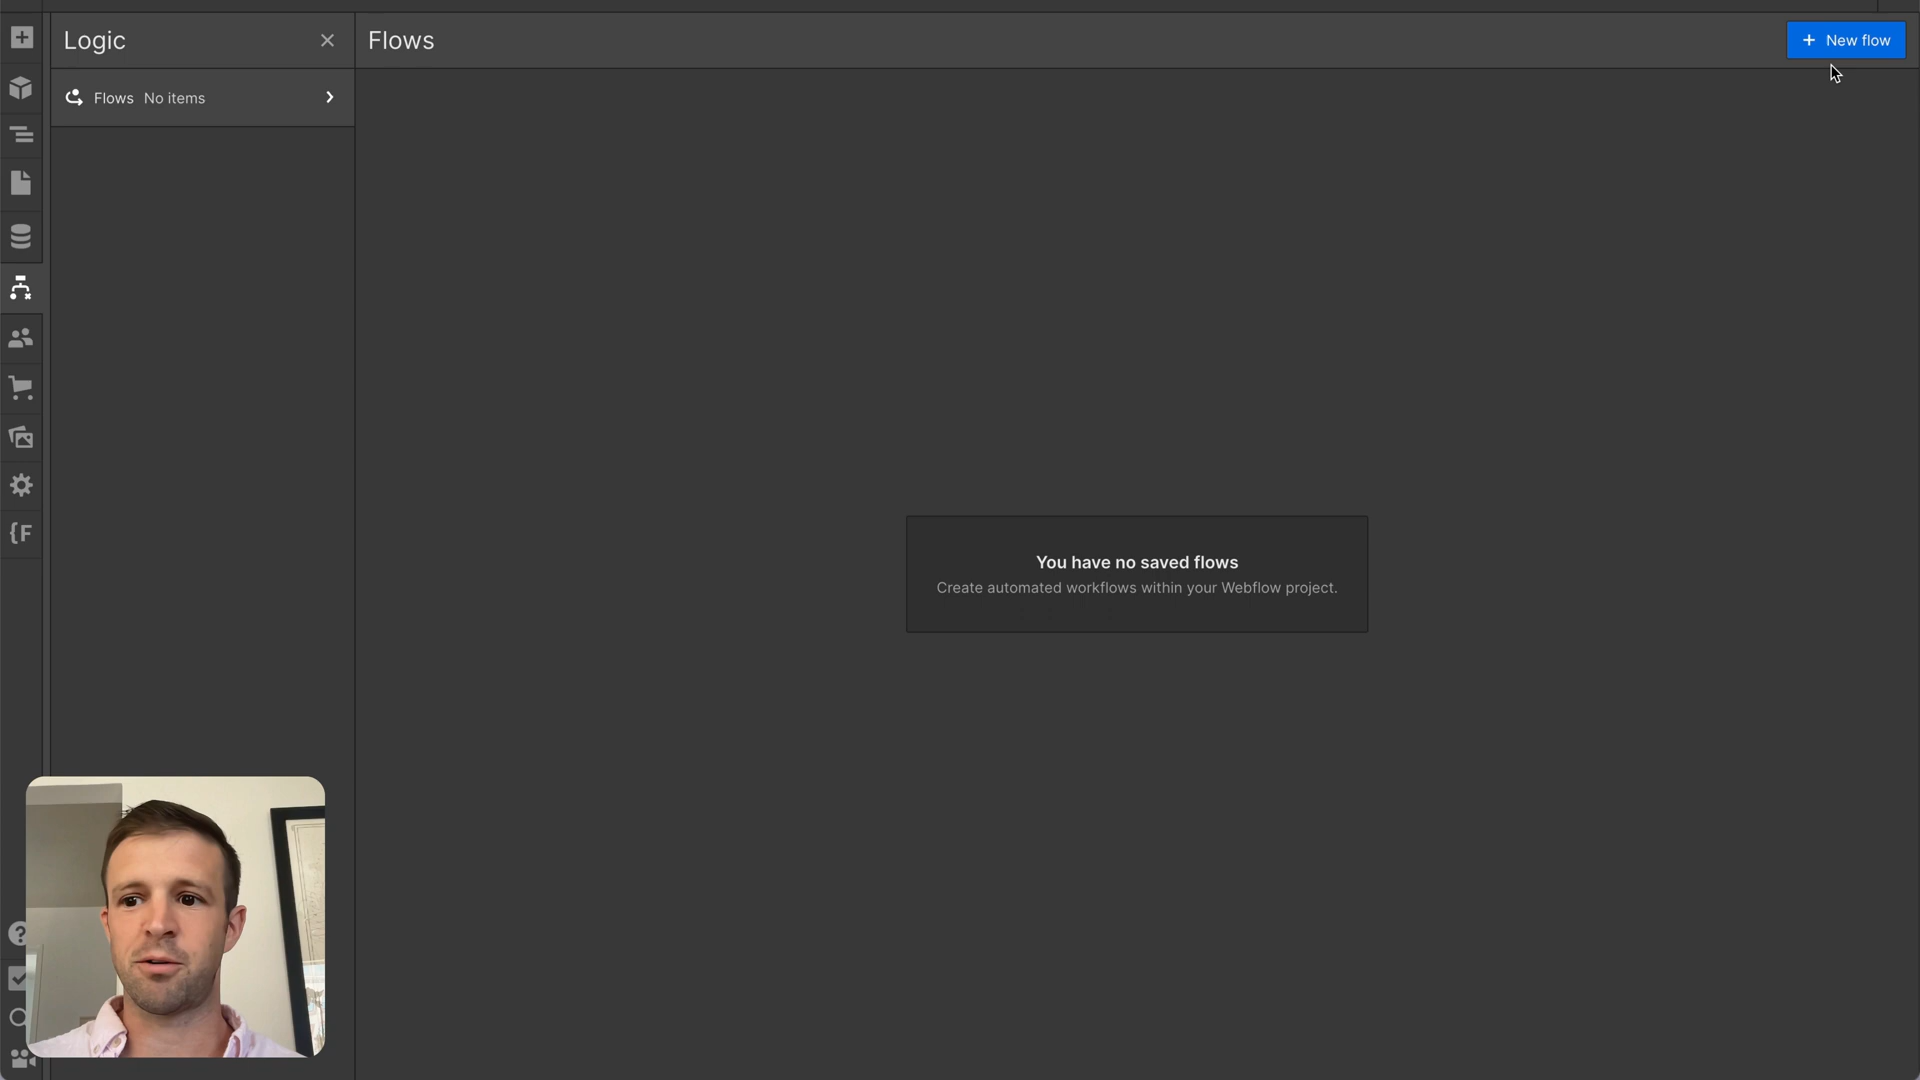 Logic
Flows
+ New flow
Flows No items
{F
You have no saved flows
Create automated workflows within your Webflow project.